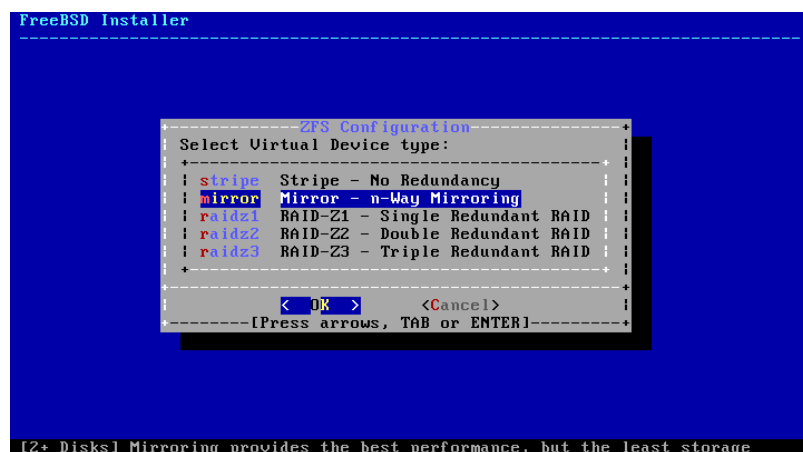 FreeBSD Installer
ZFS Configuration
Select Virtual Device type:
stripe Stripe - No Redundancy
mirror Mirror - n-Way Mirroring
raidz1 RAID-Z1 - Single Redundant RAID
raidz2 RAID-Z2 - Double Redundant RAID
raidz3 RAID-Z3 - Triple Redundant RAID
< OK > <Cancel>
[Press arrows, TAB or ENTER]
[2+ Disks] Mirroring provides the best performance, but the least storage